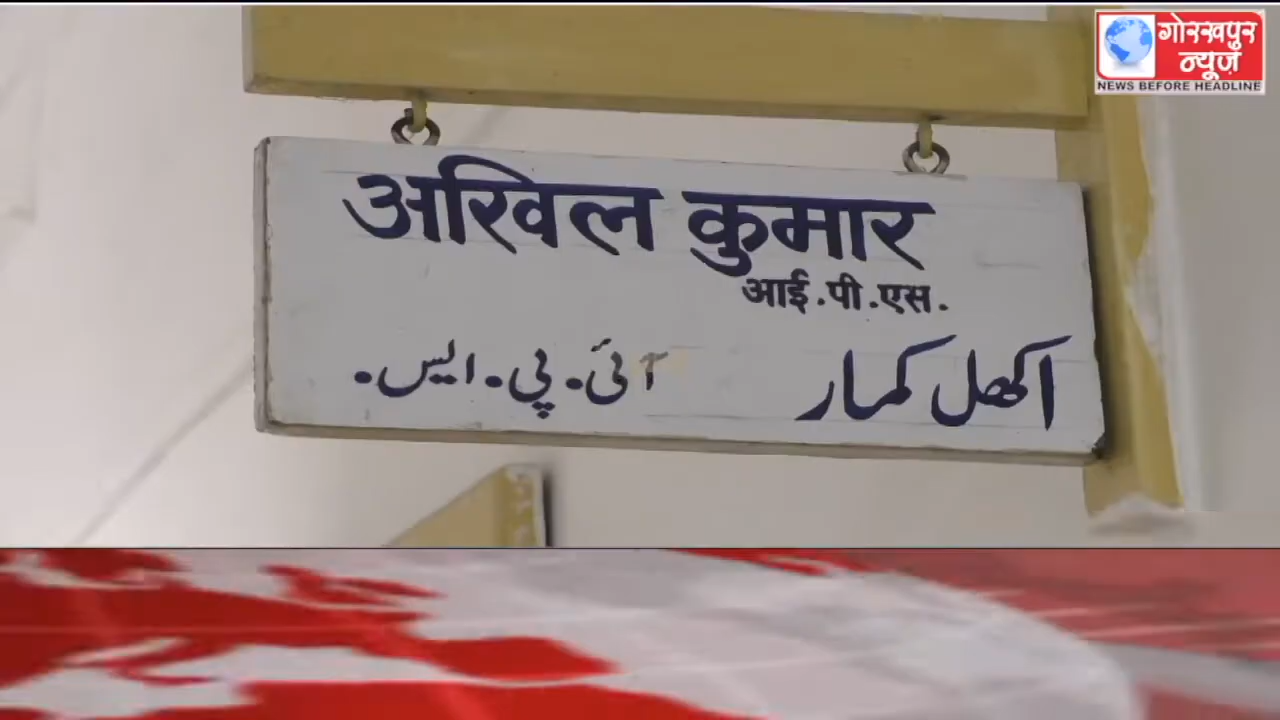 गोरखपुर
न्यूज़
NEWS BEFORE HEADLINE
अखिल कुमार
आई.पी.एस.
اکھل کمار
آئی.پی.ایس.